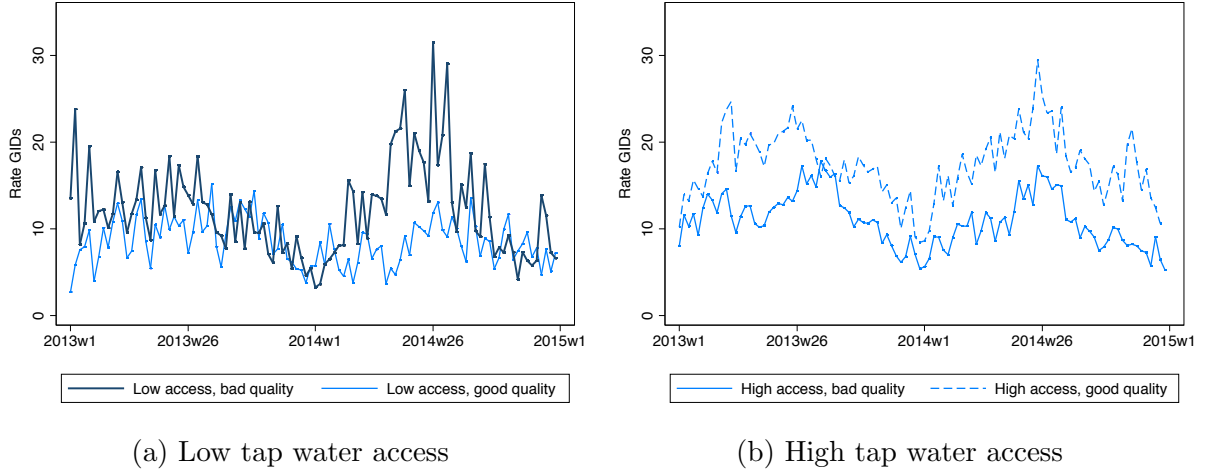 Rate GIDs
30
20
10
0
2013w1 2013w26 2014w1 2014w26 2015w1
Low access, bad quality Low access, good quality
(a) Low tap water access
Rate GIDs
30
20
10
0
2013w1 2013w26 2014w1 2014w26 2015w1
High access, bad quality High access, good quality
(b) High tap water access